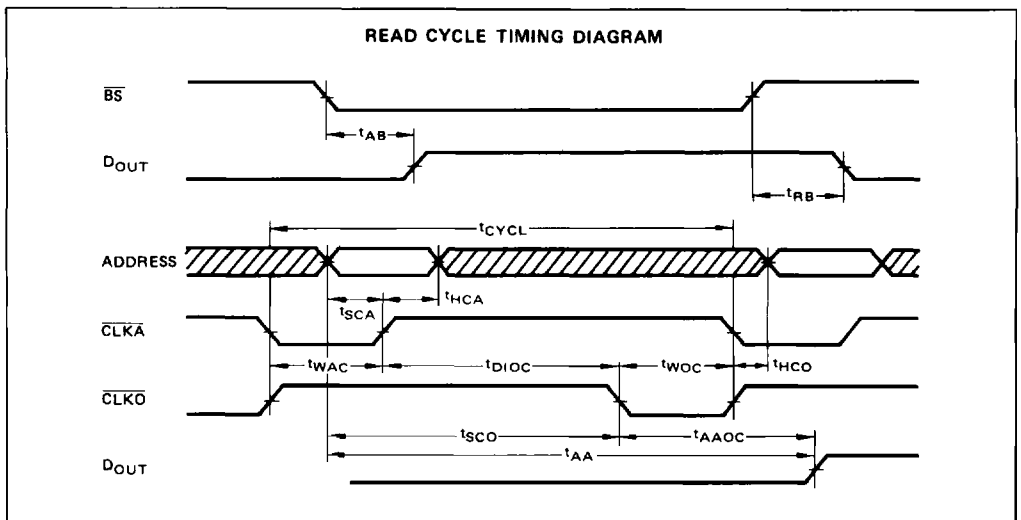 READ CYCLE TIMING DIAGRAM
BS
tAB
DOUT
tRB
tCYCL
ADDRESS
tSCA
tHCA
CLKA
tWAC
tDIOC
tWOC
tHCO
CLKO
tSCO
tAAOC
tAA
DOUT